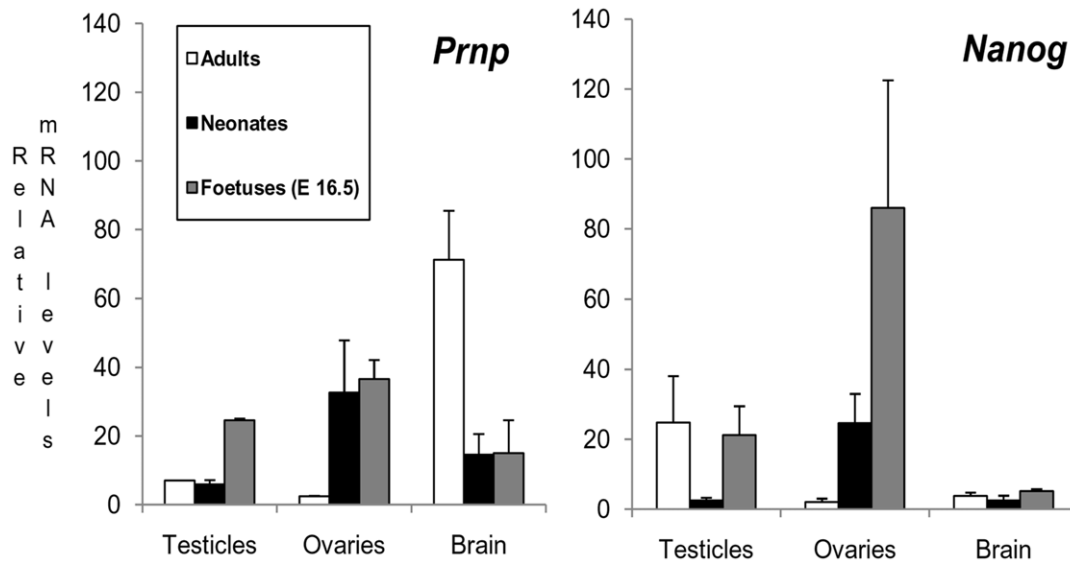 Relative
mRNA levels
140
120
100
80
60
40
20
0
Adults
Neonates
Foetuses (E 16.5)
Prnp
Testicles Ovaries Brain
140
120
100
80
60
40
20
0
Nanog
Testicles Ovaries Brain